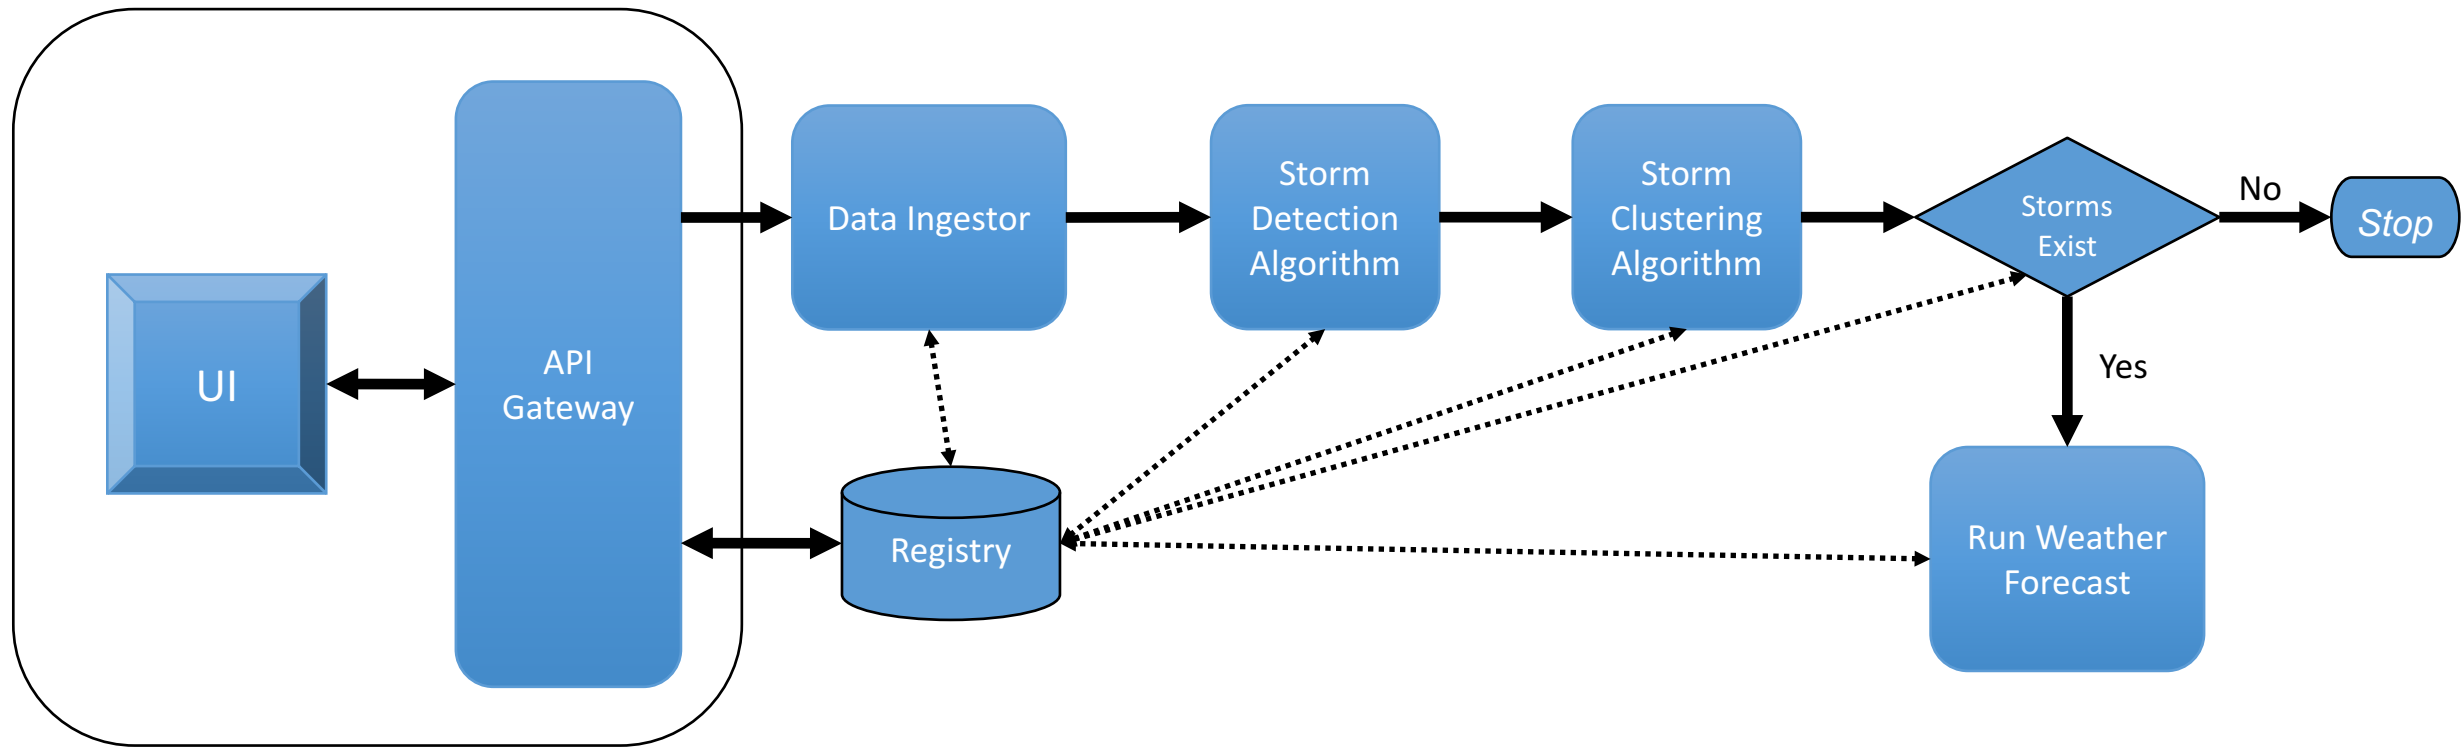 UI
API
Gateway
Data Ingestor
Storm
Detection
Algorithm
Storm
Clustering
Algorithm
Storms
Exist
No
Stop
Yes
Registry
Run Weather
Forecast